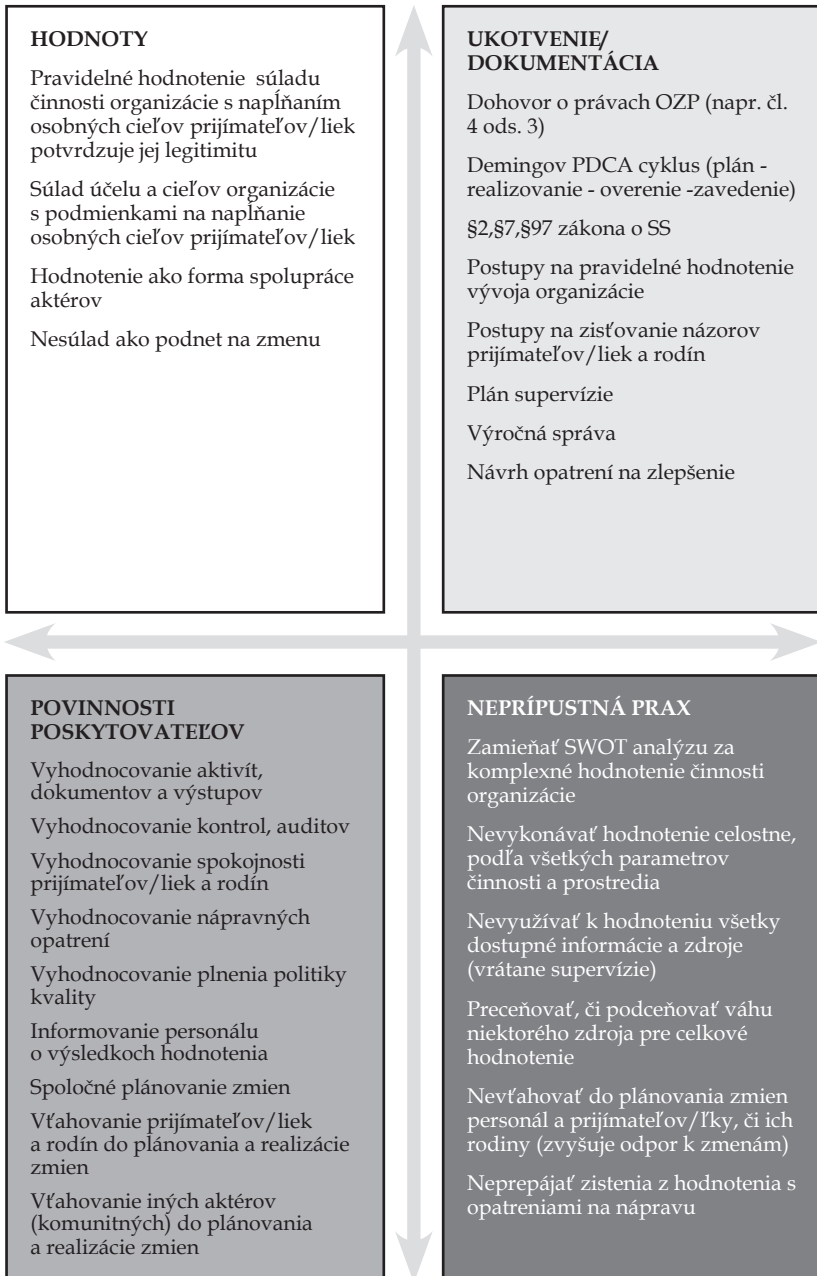 HODNOTY
Pravidelné hodnotenie súladu
činnosti organizácie s napĺňaním
osobných cieľov prijímateľov/liek
potvrdzuje jej legitimitu
Súlad účelu a cieľov organizácie
s podmienkami na napĺňanie
osobných cieľov prijímateľov/liek
Hodnotenie ako forma spolupráce
aktérov
Nesúlad ako podnet na zmenu
UKOTVENIE/
DOKUMENTÁCIA
Dohovor o právach OZP (napr. čl.
4 ods. 3)
Demingov PDCA cyklus (plán -
realizovanie - overenie -zavedenie)
§2,§7,§97 zákona o SS
Postupy na pravidelné hodnotenie
vývoja organizácie
Postupy na zisťovanie názorov
prijímateľov/liek a rodín
Plán supervízie
Výročná správa
Návrh opatrení na zlepšenie
POVINNOSTI
POSKYTOVATEĽOV
Vyhodnocovanie aktivít,
dokumentov a výstupov
Vyhodnocovanie kontrol, auditov
Vyhodnocovanie spokojnosti
prijímateľov/liek a rodín
Vyhodnocovanie nápravných
opatrení
Vyhodnocovanie plnenia politiky
kvality
Informovanie personálu
o výsledkoch hodnotenia
Spoločné plánovanie zmien
Vťahovanie prijímateľov/liek
a rodín do plánovania a realizácie
zmien
Vťahovanie iných aktérov
(komunitných) do plánovania
a realizácie zmien
NEPRÍPUSTNÁ PRAX
Zamieňať SWOT analýzu za
komplexné hodnotenie činnosti
organizácie
Nevykonávať hodnotenie celostne,
podľa všetkých parametrov
činnosti a prostredia
Nevyužívať k hodnoteniu všetky
dostupné informácie a zdroje
(vrátane supervízie)
Preceňovať, či podceňovať váhu
niektorého zdroja pre celkové
hodnotenie
Nevťahovať do plánovania zmien
personál a prijímateľov/ľky, či ich
rodiny (zvyšuje odpor k zmenám)
Neprepájať zistenia z hodnotenia s
opatreniami na nápravu